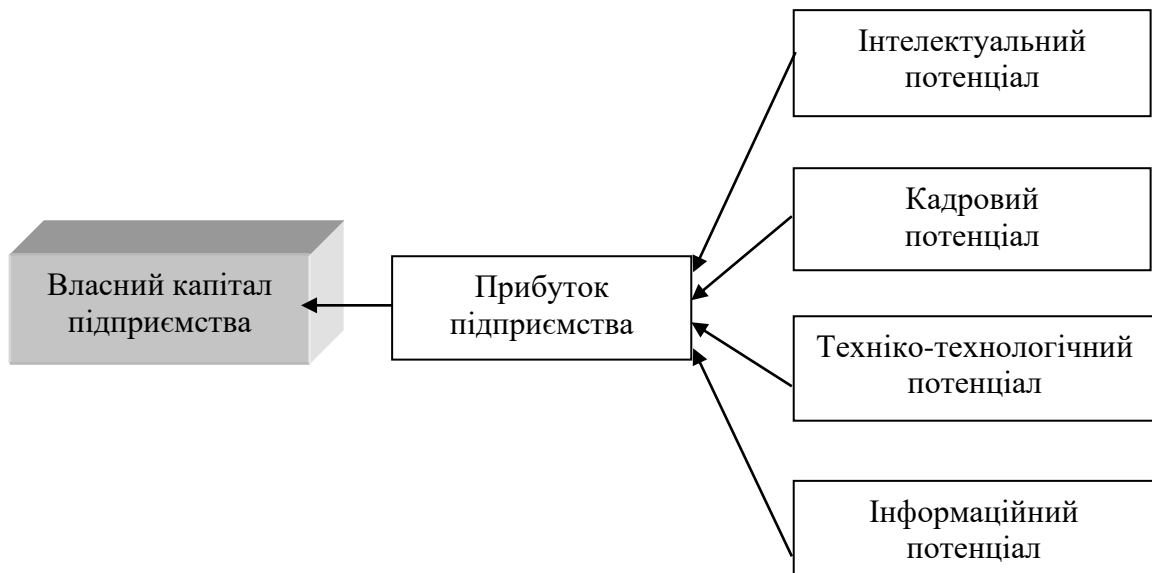 Інтелектуальний
потенціал
Кадровий
потенціал
Власний капітал
підприємства
Прибуток
підприємства
Техніко-технологічний
потенціал
Інформаційний
потенціал